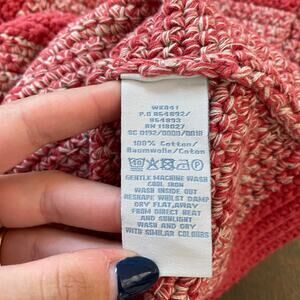 WK041
P.O 864892/
864893
RN 118027
SC 0192/0000/0018
100% Cotton/
Baumwolle/Coton
GENTLE MACHINE WASH
COOL IRON
WASH INSIDE OUT
RESHAPE WHILST DAMP
DRY FLAT,AWAY
FROM DIRECT HEAT
AND SUNLIGHT
WASH AND DRY
WITH SIMILAR COLOURS